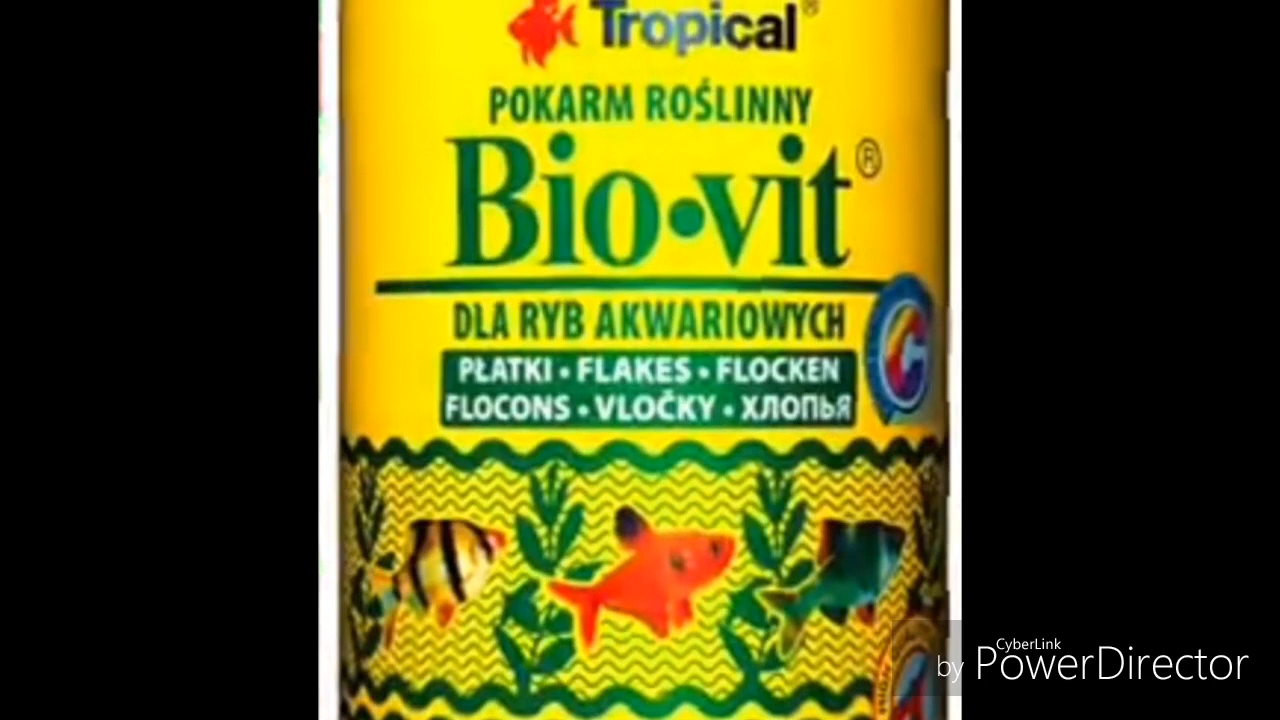 Tropical®
POKARM ROŚLINNY
Bio•vit®
DLA RYB AKWARIOWYCH
PŁATKI • FLAKES • FLOCKEN
FLOCONS • VLOČKY • ХЛОПЬЯ
CyberLink
by PowerDirector